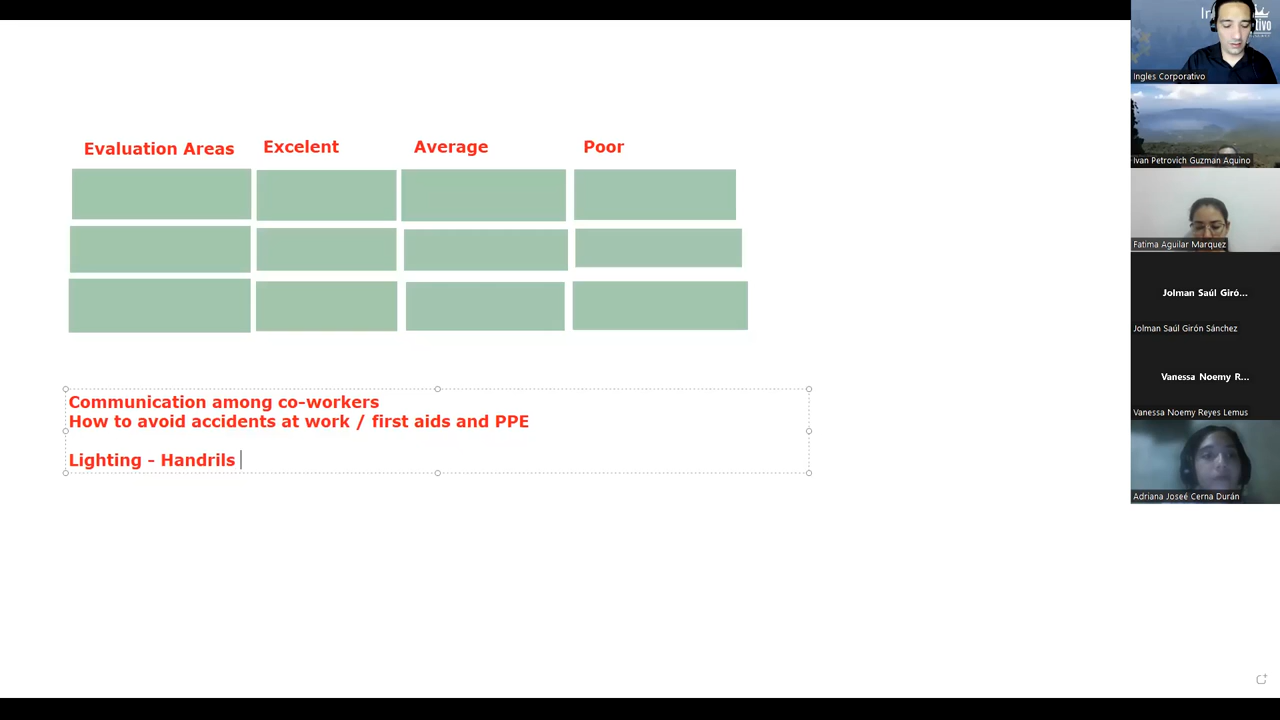 Evaluation Areas Excelent Average Poor
Communication among co-workers
How to avoid accidents at work / first aids and PPE
Lighting - Handrils
Ingles Corporativo
Ivan Petrovich Guzman Aquino
Fatima Aguilar Marquez
Jolman Saúl Giró...
Jolman Saúl Girón Sánchez
Vanessa Noemy R...
Vanessa Noemy Reyes Lemus
Adriana Joseé Cerna Durán